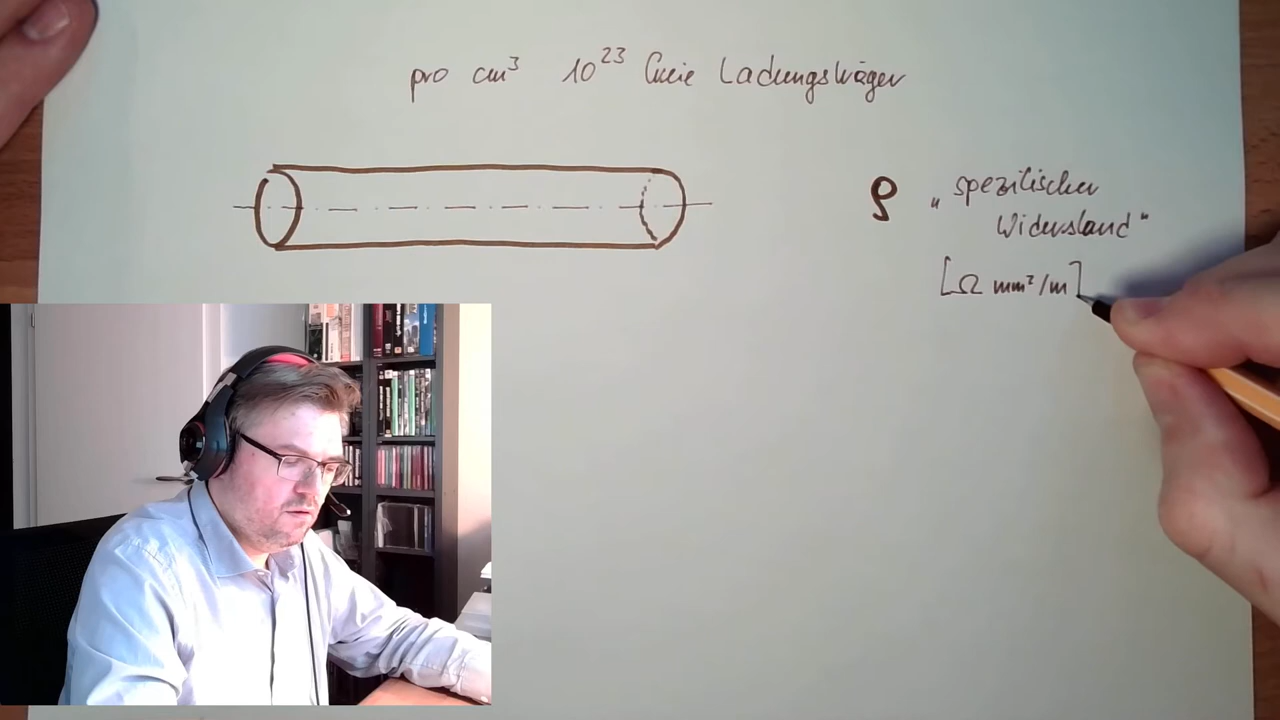 pro cm³ 10²³ freie Ladungsträger
ρ „spezifischer
Widerstand"
[Ω mm²/m]